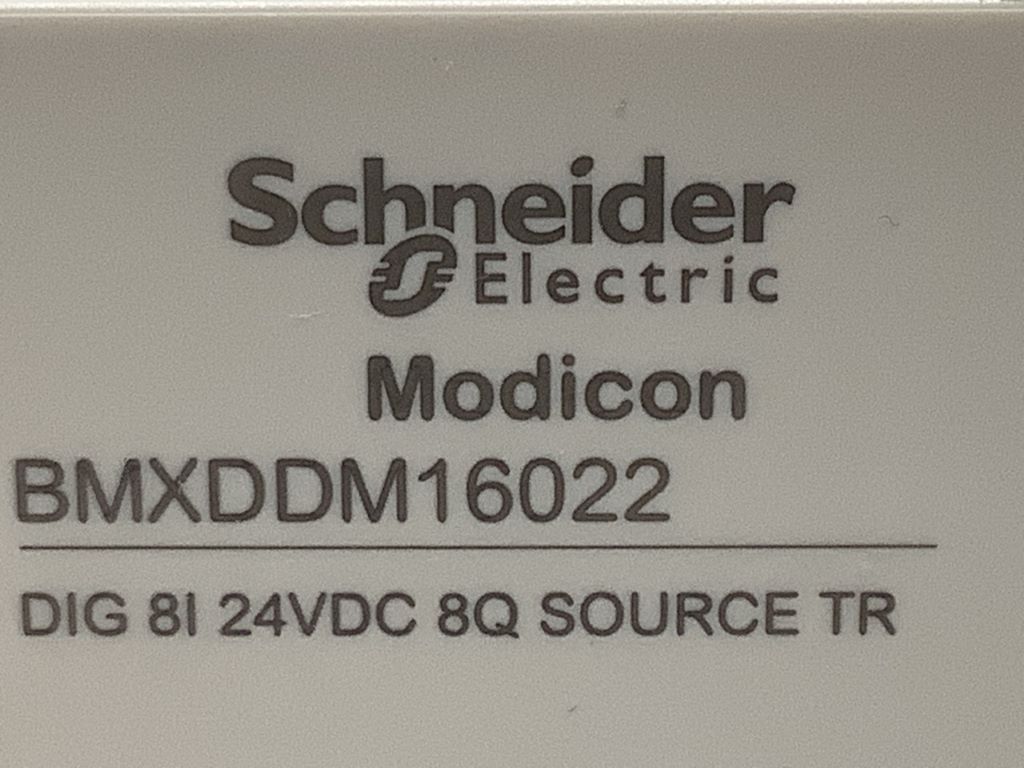 Schneider
Electric
Modicon
BMXDDM16022
DIG 8I 24VDC 8Q SOURCE TR